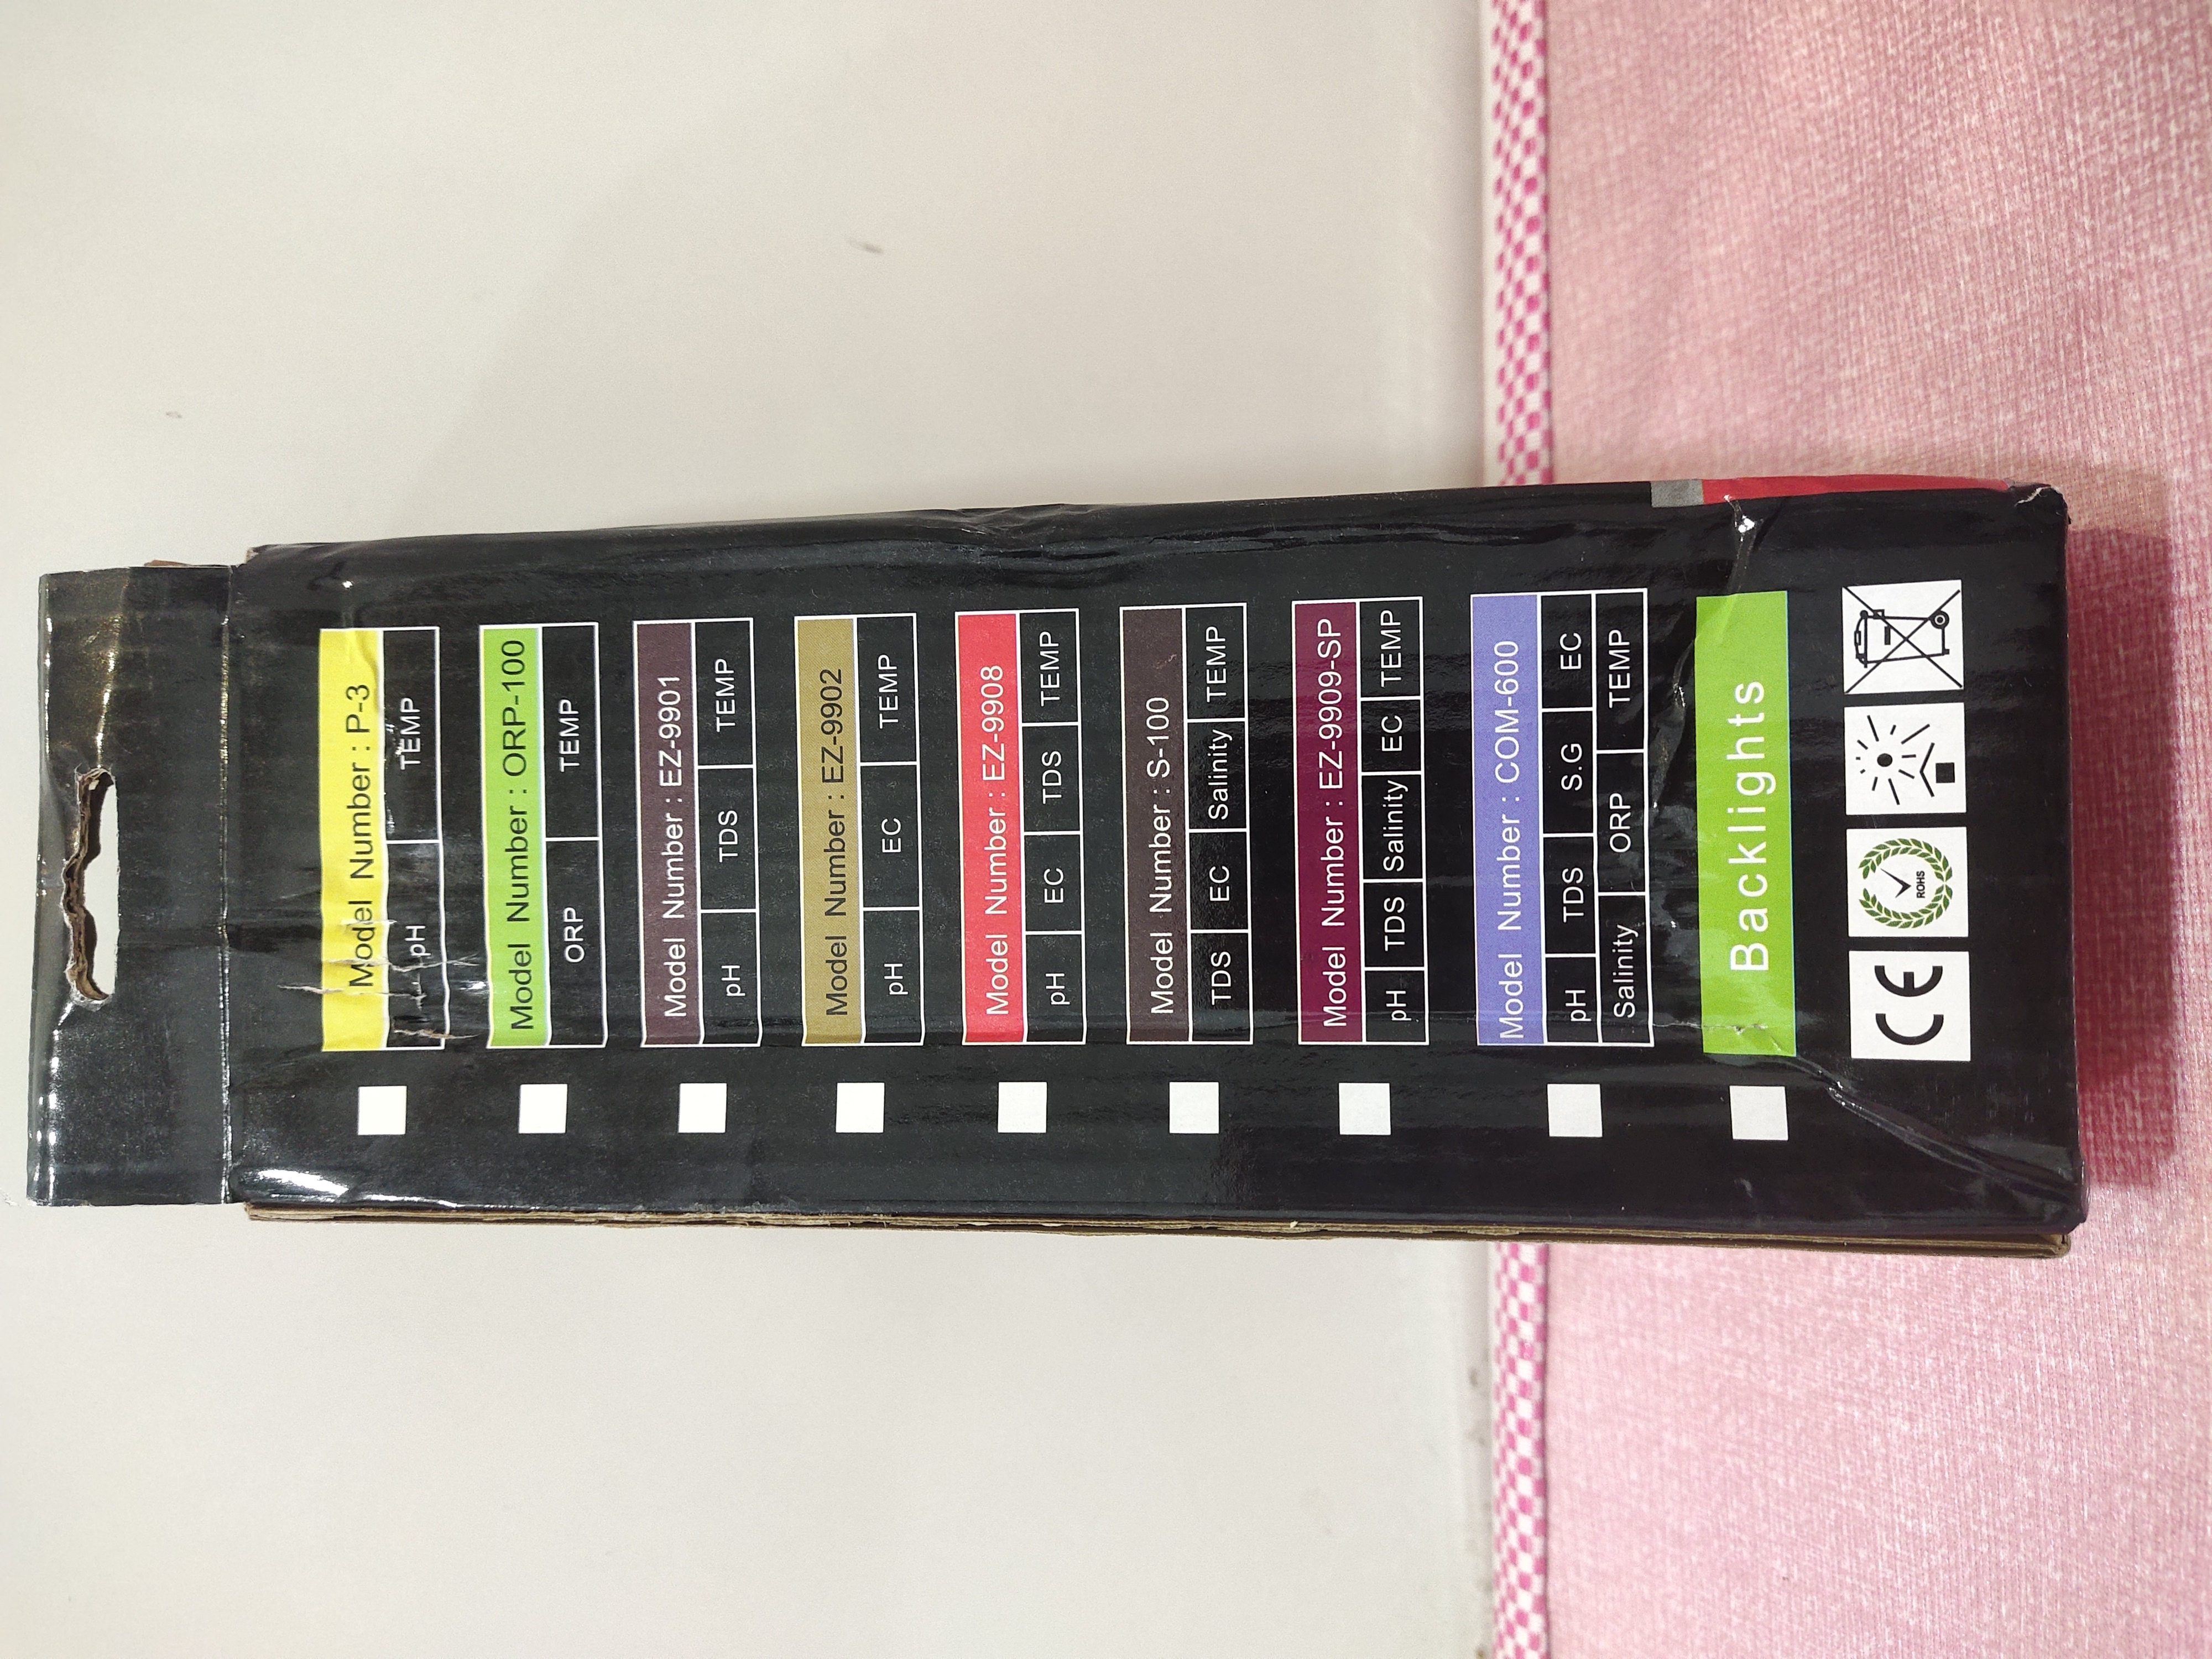 Model Number : P-3
pH TEMP
Model Number : ORP-100
ORP TEMP
Model Number : EZ-9901
pH TDS TEMP
Model Number : EZ-9902
pH EC TEMP
Model Number : EZ-9908
pH EC TDS TEMP
Model Number : S-100
TDS EC Salinity TEMP
Model Number : EZ-9909-SP
pH TDS Salinity EC TEMP
Model Number : COM-600
pH TDS S.G EC
Salinity ORP TEMP
Backlights
CE ROHS